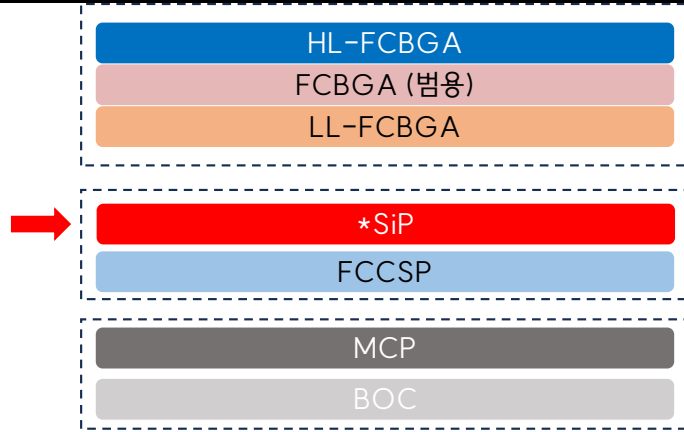 HL-FCBGA
FCBGA (범용)
LL-FCBGA
*SiP
FCCSP
MCP
BOC